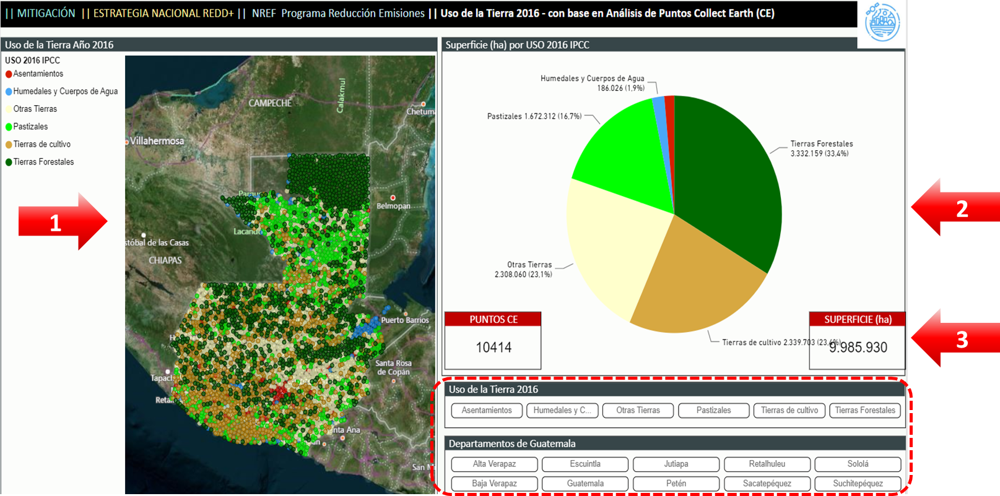 || MITIGACIÓN || ESTRATEGIA NACIONAL REDD+ || NREF Programa Reducción Emisiones || Uso de la Tierra 2016 - con base en Análisis de Puntos Collect Earth (CE)
Uso de la Tierra Año 2016
USO 2016 IPCC
Asentamientos
Humedales y Cuerpos de Agua
Otras Tierras
Pastizales
Tierras de cultivo
Tierras Forestales
1
CAMPECHE
Calakmul
Chetum
Villahermosa
Belmopan
Lacand
stóbal de las Casas
CHIAPAS
Puerto Barrios
Santa Rosa
de Copán
Tapacl
Retal
nta Ana
San M
Superficie (ha) por USO 2016 IPCC
Humedales y Cuerpos de Agua
186.026 (1,9%)
Pastizales 1.672.312 (16,7%)
Tierras Forestales
3.332.159 (33,4%)
Otras Tierras
2.308.060 (23,1%)
Tierras de cultivo 2.339.703 (23,4%)
PUNTOS CE
10414
SUPERFICIE (ha)
9.985.930
2
3
Uso de la Tierra 2016
Asentamientos
Humedales y C...
Otras Tierras
Pastizales
Tierras de cultivo
Tierras Forestales
Departamentos de Guatemala
Alta Verapaz
Escuintla
Jutiapa
Retalhuleu
Sololá
Baja Verapaz
Guatemala
Petén
Sacatepéquez
Suchitepéquez